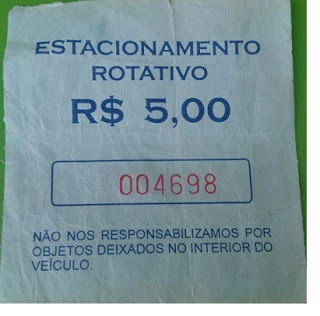 ESTACIONAMENTO
ROTATIVO
R$ 5,00
004698
NÃO NOS RESPONSABILIZAMOS POR
OBJETOS DEIXADOS NO INTERIOR DO
VEÍCULO.